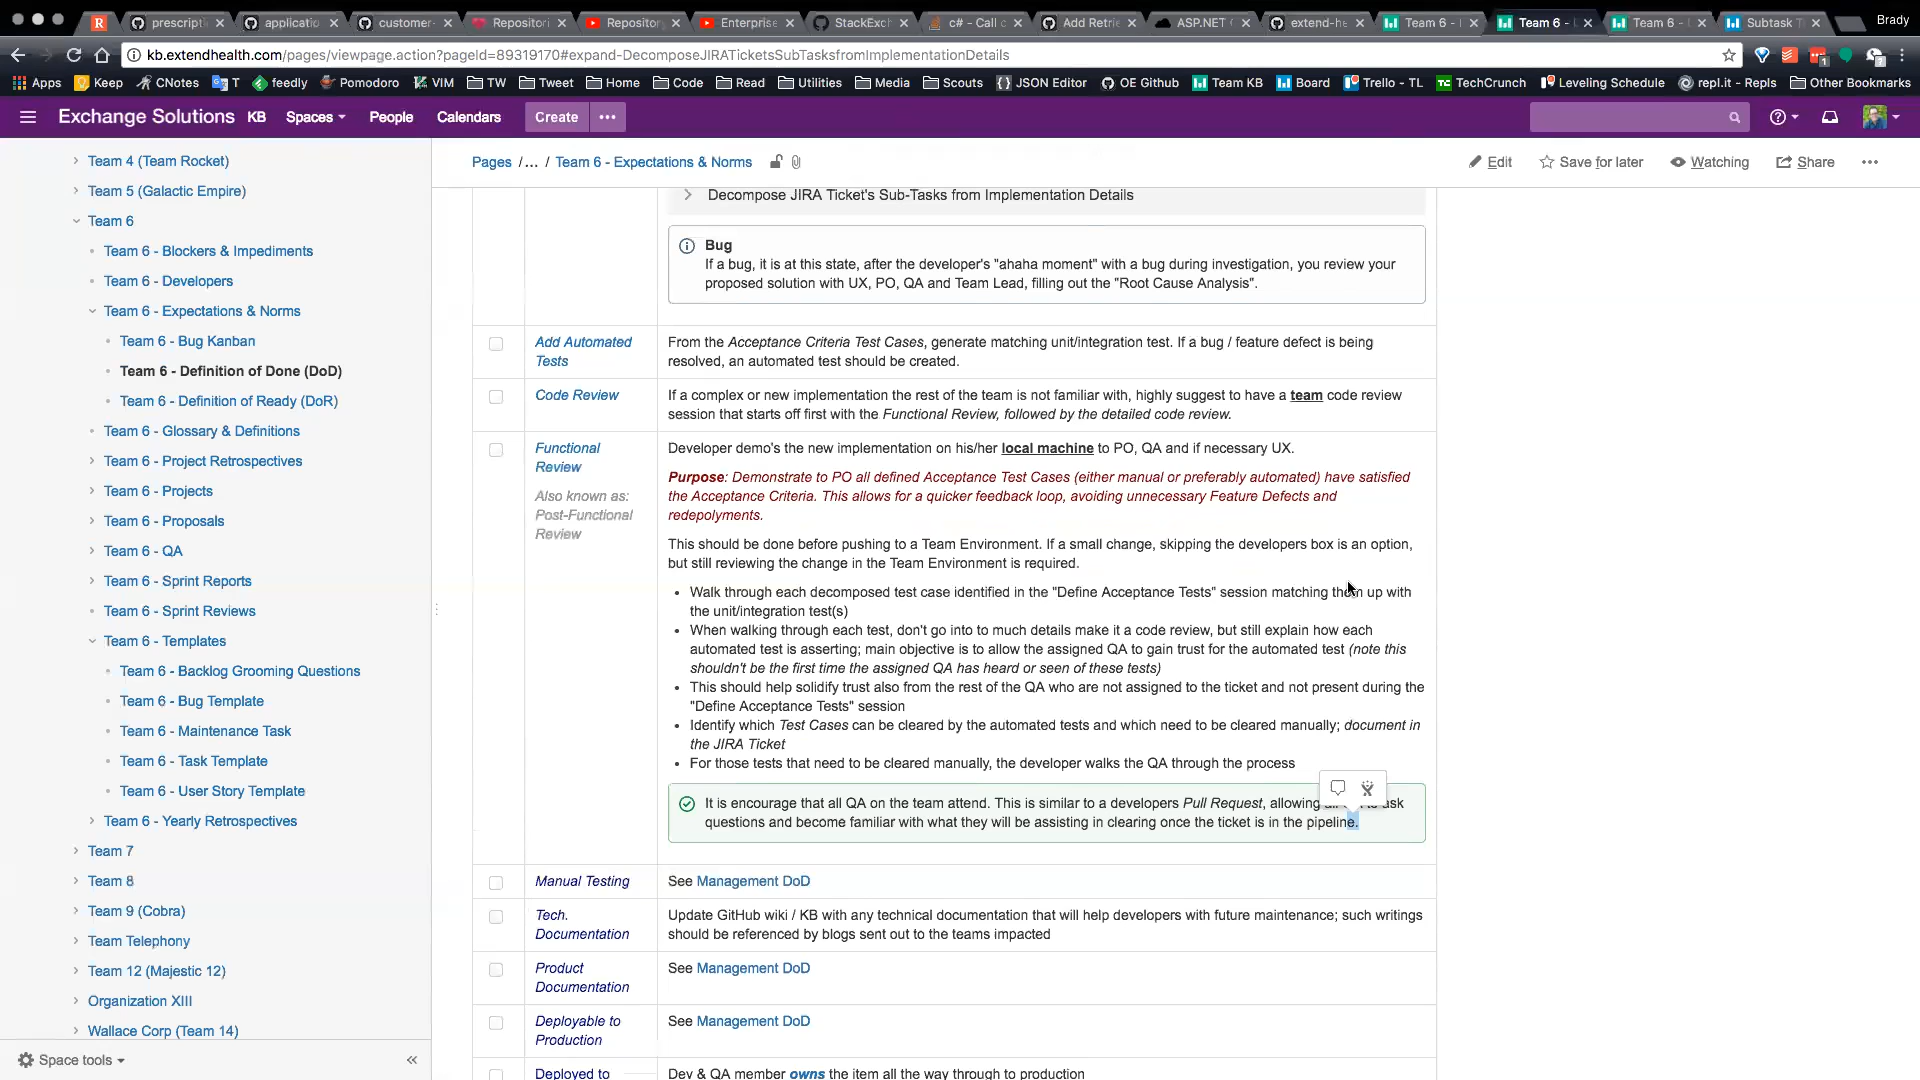 prescript
applicatio
customer-
Repositori
Repository
Enterprise
StackExch
c# - Call c
Add Retrie
ASP.NET
extend-he
Team 6 -
Team 6 -
Team 6 -
Subtask T
Brady
kb.extendhealth.com/pages/viewpage.action?pageId=89319170#expand-DecomposeJIRATicketsSubTasksfromImplementationDetails
Apps Keep CNotes T feedly Pomodoro VIM TW Tweet Home Code Read Utilities Media Scouts JSON Editor OE Github Team KB Board Trello - TL TechCrunch Leveling Schedule repl.it - Repls Other Bookmarks
Exchange Solutions KB Spaces People Calendars Create •••
Pages /... / Team 6 - Expectations & Norms
Edit Save for later Watching Share •••
Team 4 (Team Rocket)
Team 5 (Galactic Empire)
Team 6
Team 6 - Blockers & Impediments
Team 6 - Developers
Team 6 - Expectations & Norms
Team 6 - Bug Kanban
Team 6 - Definition of Done (DoD)
Team 6 - Definition of Ready (DoR)
Team 6 - Glossary & Definitions
Team 6 - Project Retrospectives
Team 6 - Projects
Team 6 - Proposals
Team 6 - QA
Team 6 - Sprint Reports
Team 6 - Sprint Reviews
Team 6 - Templates
Team 6 - Backlog Grooming Questions
Team 6 - Bug Template
Team 6 - Maintenance Task
Team 6 - Task Template
Team 6 - User Story Template
Team 6 - Yearly Retrospectives
Team 7
Team 8
Team 9 (Cobra)
Team Telephony
Team 12 (Majestic 12)
Organization XIII
Wallace Corp (Team 14)
Space tools
Decompose JIRA Ticket's Sub-Tasks from Implementation Details
Bug
If a bug, it is at this state, after the developer's "ahaha moment" with a bug during investigation, you review your
proposed solution with UX, PO, QA and Team Lead, filling out the "Root Cause Analysis".
Add Automated
Tests
From the Acceptance Criteria Test Cases, generate matching unit/integration test. If a bug / feature defect is being
resolved, an automated test should be created.
Code Review
If a complex or new implementation the rest of the team is not familiar with, highly suggest to have a team code review
session that starts off first with the Functional Review, followed by the detailed code review.
Functional
Review
Also known as:
Post-Functional
Review
Developer demo's the new implementation on his/her local machine to PO, QA and if necessary UX.
Purpose: Demonstrate to PO all defined Acceptance Test Cases (either manual or preferably automated) have satisfied
the Acceptance Criteria. This allows for a quicker feedback loop, avoiding unnecessary Feature Defects and
redepolyments.
This should be done before pushing to a Team Environment. If a small change, skipping the developers box is an option,
but still reviewing the change in the Team Environment is required.
• Walk through each decomposed test case identified in the "Define Acceptance Tests" session matching them up with
the unit/integration test(s)
• When walking through each test, don't go into to much details make it a code review, but still explain how each
automated test is asserting; main objective is to allow the assigned QA to gain trust for the automated test (note this
shouldn't be the first time the assigned QA has heard or seen of these tests)
• This should help solidify trust also from the rest of the QA who are not assigned to the ticket and not present during the
"Define Acceptance Tests" session
• Identify which Test Cases can be cleared by the automated tests and which need to be cleared manually; document in
the JIRA Ticket
• For those tests that need to be cleared manually, the developer walks the QA through the process
It is encourage that all QA on the team attend. This is similar to a developers Pull Request, allowing ask
questions and become familiar with what they will be assisting in clearing once the ticket is in the pipeline.
Manual Testing
See Management DoD
Tech.
Documentation
Update GitHub wiki / KB with any technical documentation that will help developers with future maintenance; such writings
should be referenced by blogs sent out to the teams impacted
Product
Documentation
See Management DoD
Deployable to
Production
See Management DoD
Deployed to
Dev & QA member owns the item all the way through to production